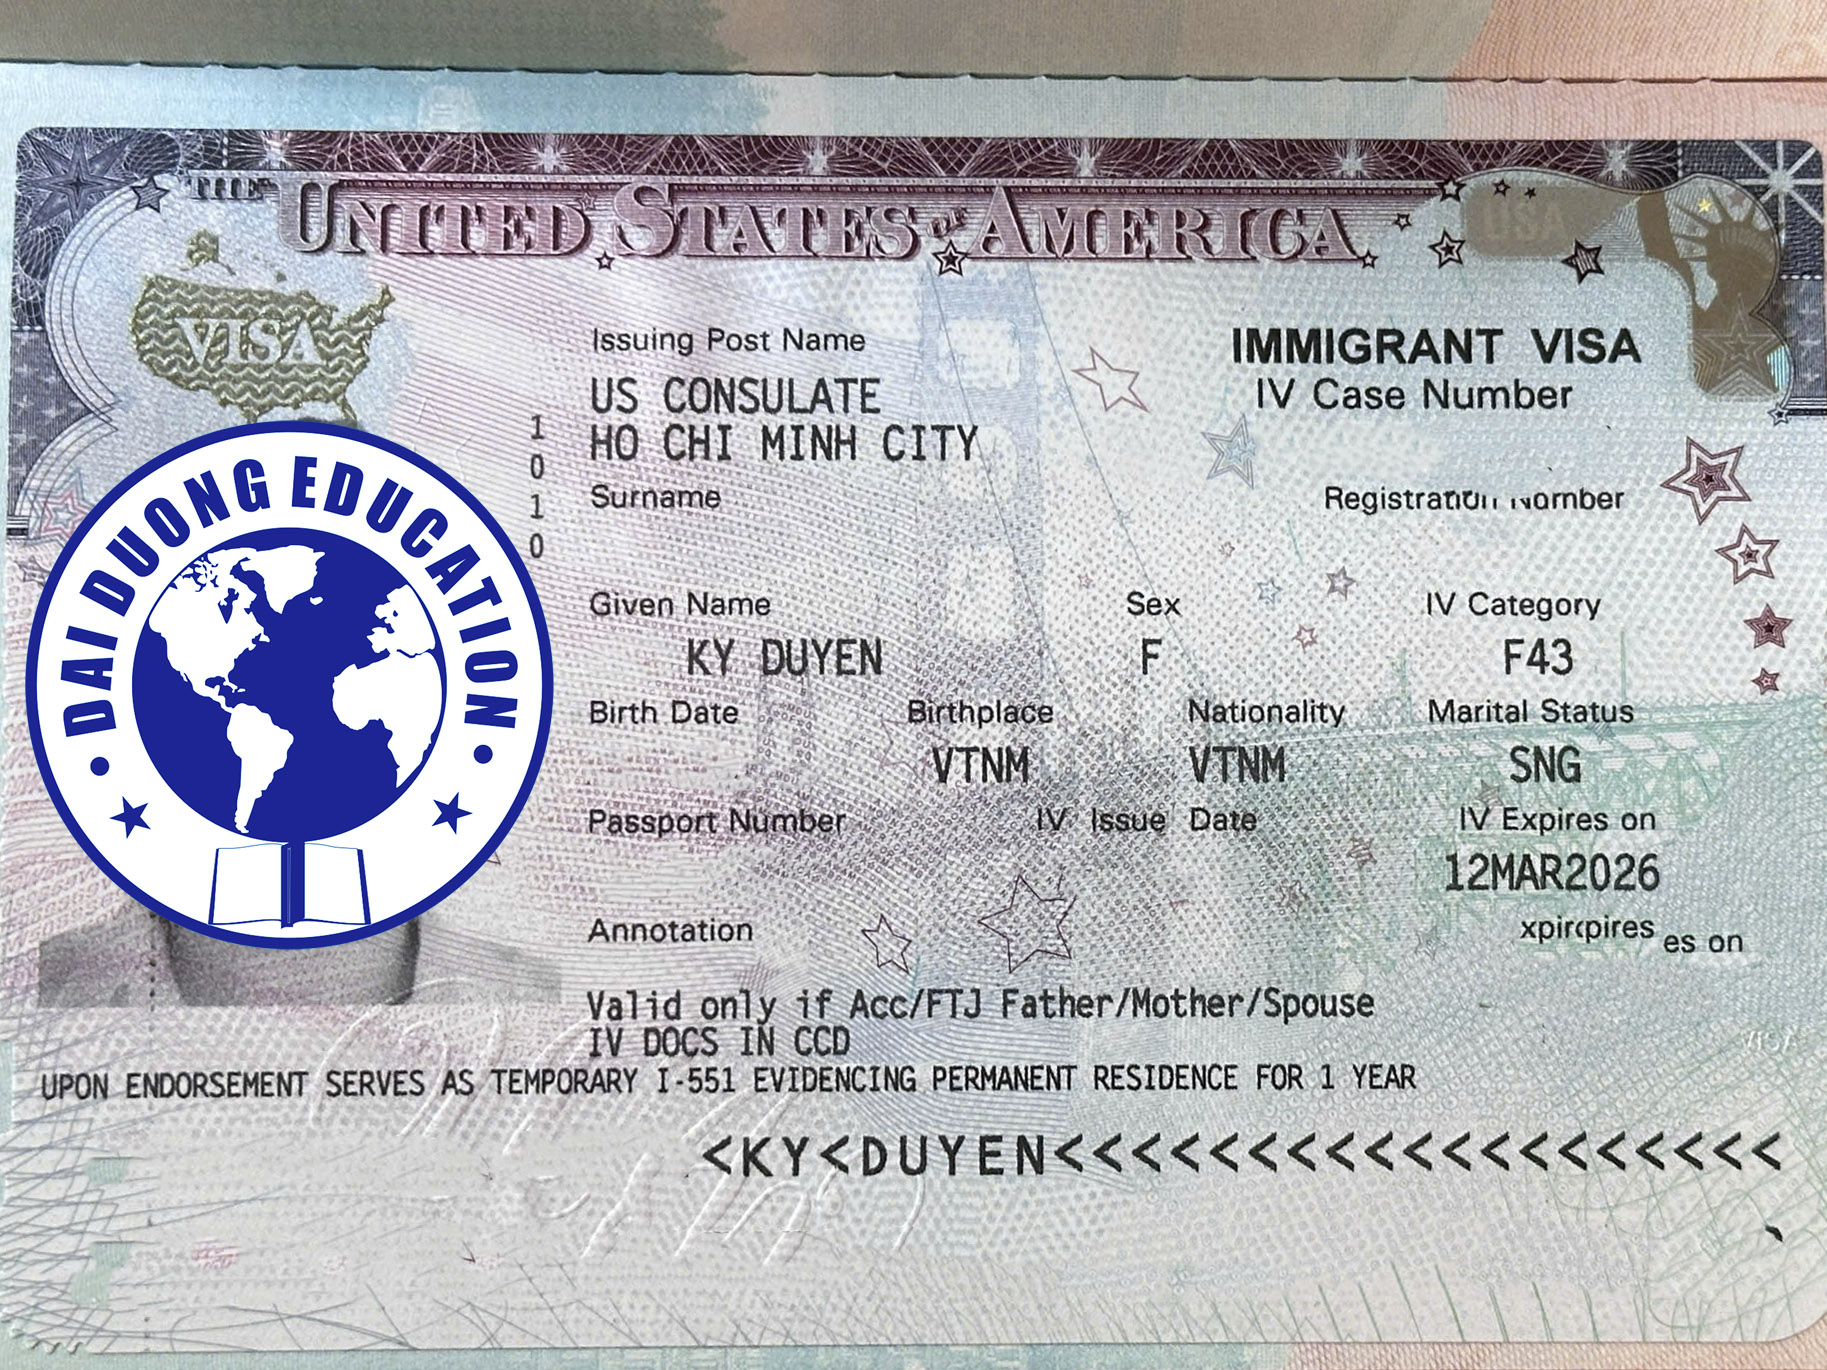 THE UNITED STATES OF AMERICA
USA
VISA
Issuing Post Name
IMMIGRANT VISA
US CONSULATE
IV Case Number
HO CHI MINH CITY
1
0
1
0
Surname
Registration Number
DAI DUONG EDUCATION
Given Name Sex IV Category
KY DUYEN F F43
Birth Date Birthplace Nationality Marital Status
VTNM VTNM SNG
Passport Number IV Issue Date IV Expires on
12MAR2026
Annotation
xpir(pires es on
Valid only if Acc/FTJ Father/Mother/Spouse
IV DOCS IN CCD
UPON ENDORSEMENT SERVES AS TEMPORARY I-551 EVIDENCING PERMANENT RESIDENCE FOR 1 YEAR
<KY<DUYEN<<<<<<<<<<<<<<<<<<<